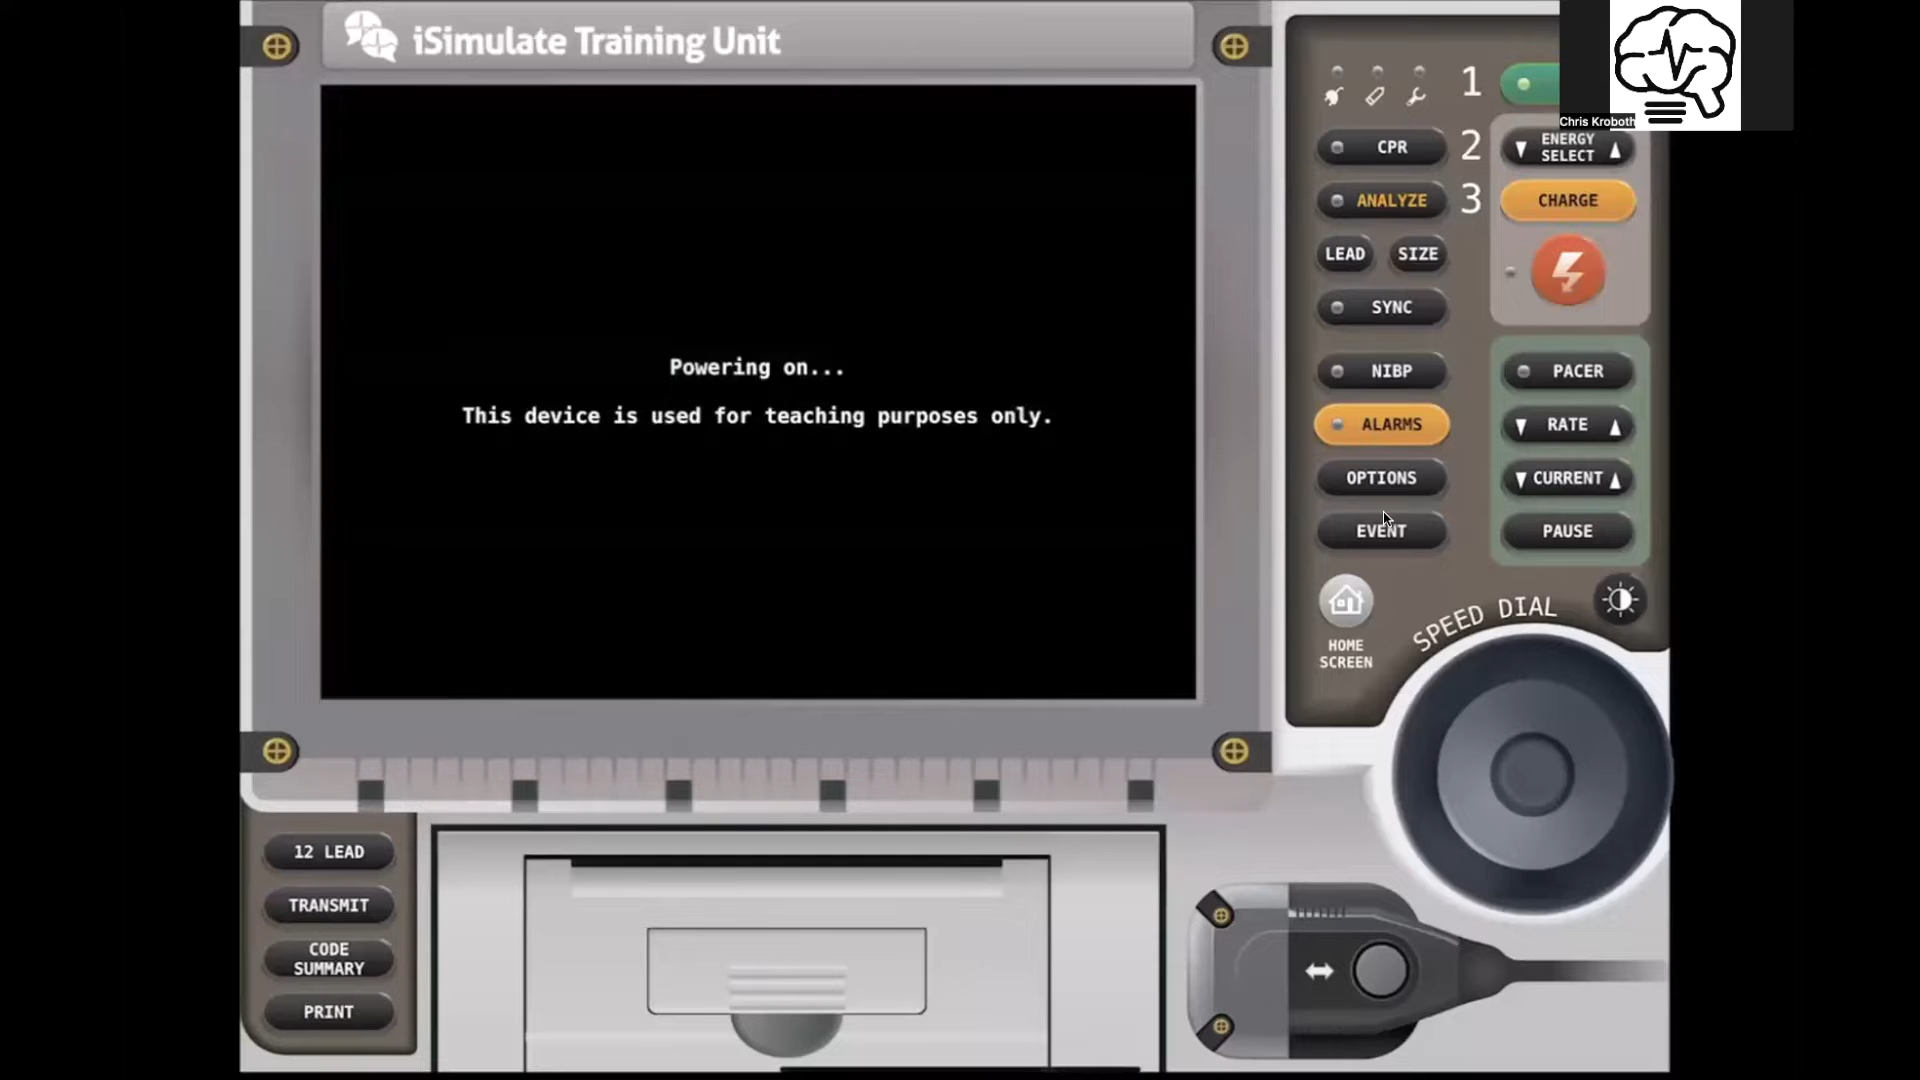 iSimulate Training Unit
Powering on...
This device is used for teaching purposes only.
1
Chris Kroboth
CPR
2
ENERGY
SELECT
ANALYZE
3
CHARGE
LEAD
SIZE
SYNC
NIBP
PACER
ALARMS
RATE
OPTIONS
CURRENT
EVENT
PAUSE
HOME
SCREEN
SPEED DIAL
12 LEAD
TRANSMIT
CODE
SUMMARY
PRINT